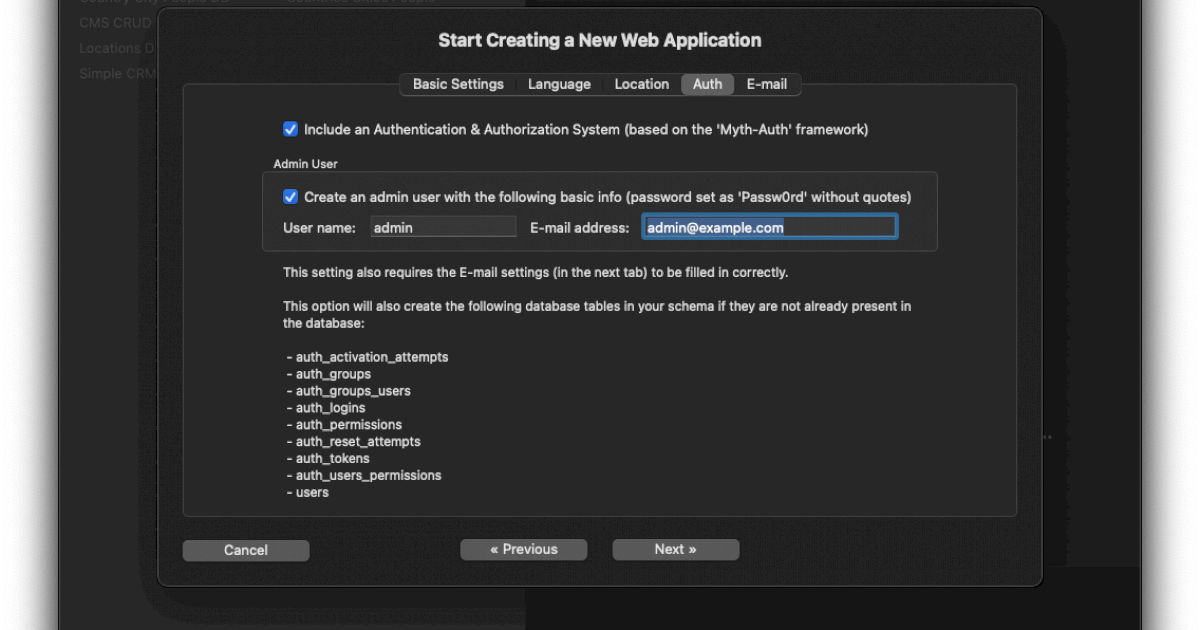 CMS CRUD
Locations D
Simple CRM
Start Creating a New Web Application
Basic Settings Language Location Auth E-mail
Include an Authentication & Authorization System (based on the 'Myth-Auth' framework)
Admin User
Create an admin user with the following basic info (password set as 'Passw0rd' without quotes)
User name: admin E-mail address: admin@example.com
This setting also requires the E-mail settings (in the next tab) to be filled in correctly.
This option will also create the following database tables in your schema if they are not already present in
the database:
- auth_activation_attempts
- auth_groups
- auth_groups_users
- auth_logins
- auth_permissions
- auth_reset_attempts
- auth_tokens
- auth_users_permissions
- users
Cancel « Previous Next »